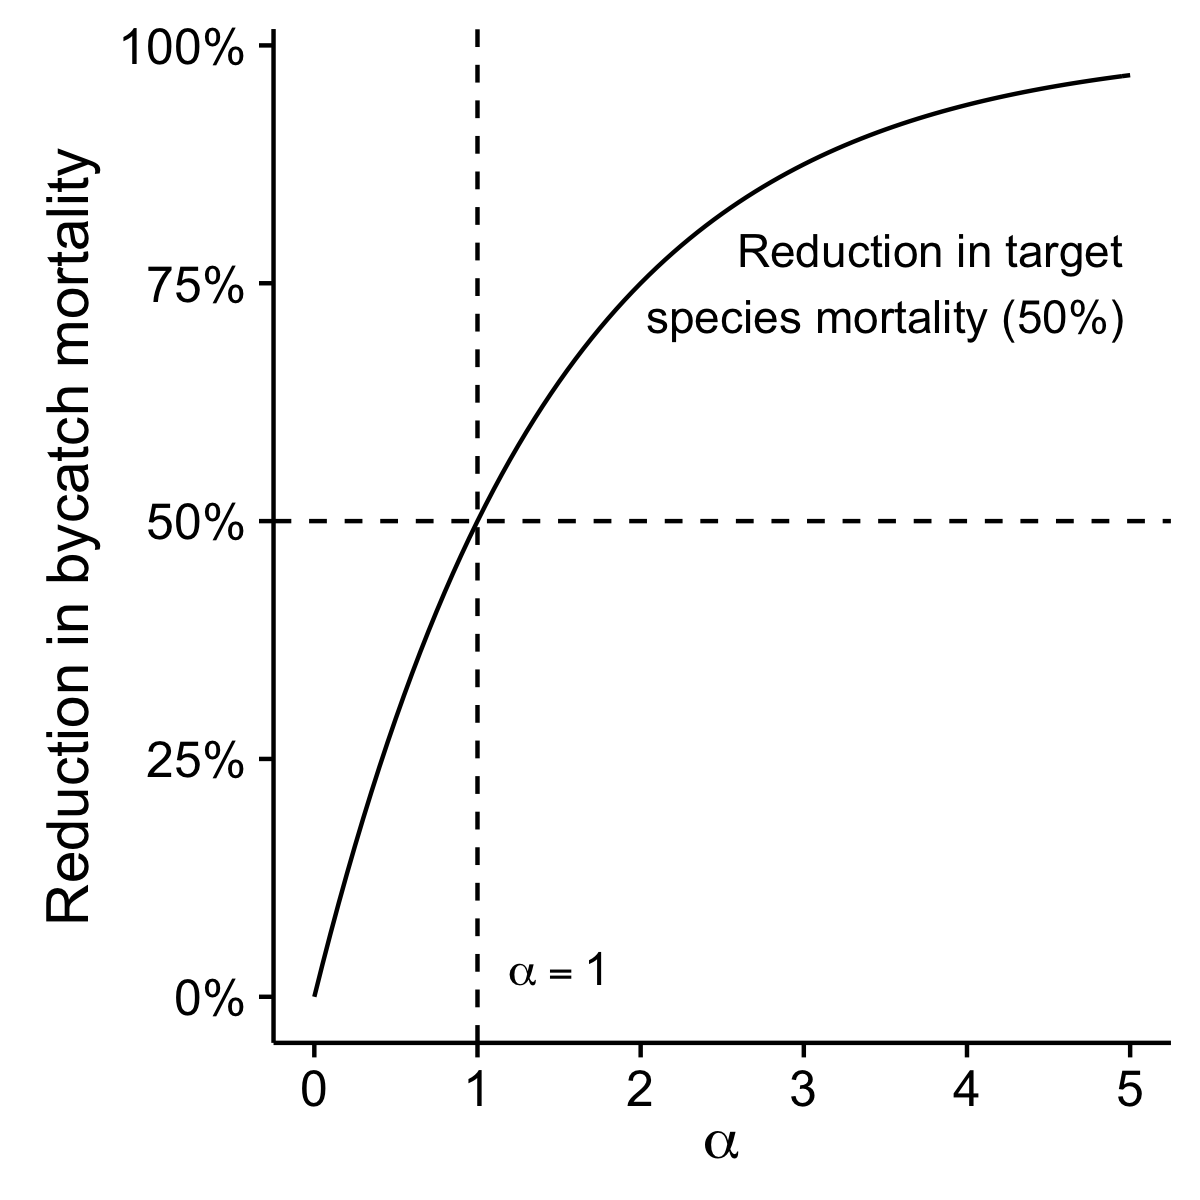 Reduction in bycatch mortality
100%
75%
50%
25%
0%
Reduction in target
species mortality (50%)
α = 1
0 1 2 3 4 5
α